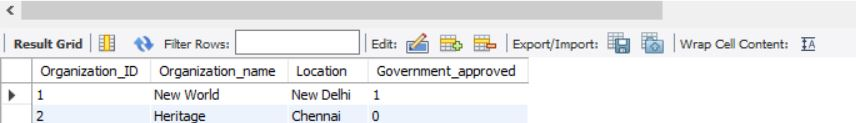 Result Grid Filter Rows: Edit: Export/Import: Wrap Cell Content:
Organization_ID Organization_name Location Government_approved
1 New World New Delhi 1
2 Heritage Chennai 0